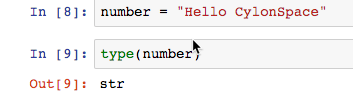 In [8]: number = "Hello CylonSpace"
In [9]: type(number)
Out[9]: str